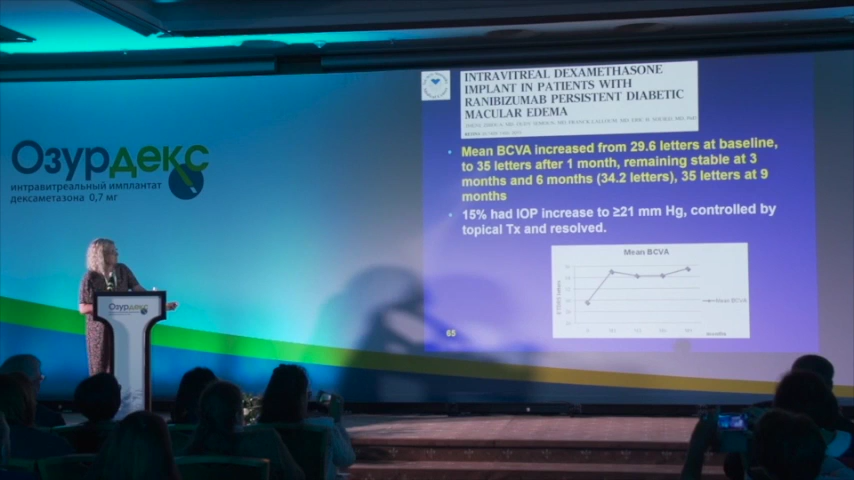 Озурдекс
интравитреальный имплантат
дексаметазона 0,7 мг
Озурдекс
INTRAVITREAL DEXAMETHASONE
IMPLANT IN PATIENTS WITH
RANIBIZUMAB PERSISTENT DIABETIC
MACULAR EDEMA
• Mean BCVA increased from 29.6 letters at baseline,
to 35 letters after 1 month, remaining stable at 3
months and 6 months (34.2 letters), 35 letters at 9
months
• 15% had IOP increase to ≥21 mm Hg, controlled by
topical Tx and resolved.
Mean BCVA
Mean BCVA
months
65